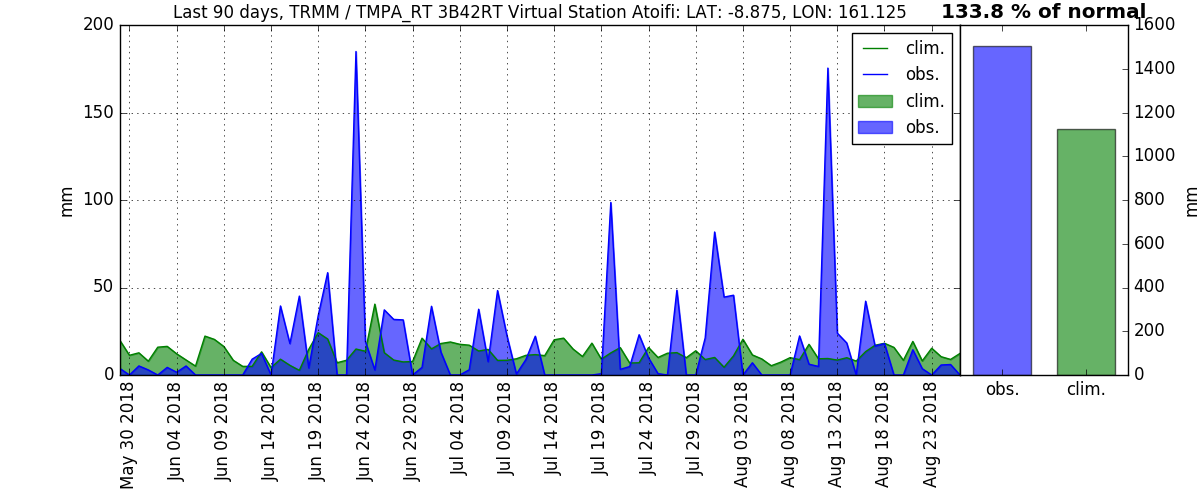 Last 90 days, TRMM / TMPA_RT 3B42RT Virtual Station Atoifi: LAT: -8.875, LON: 161.125
133.8 % of normal
200
150
100
50
0
mm
clim.
obs.
clim.
obs.
1600
1400
1200
1000
800
600
400
200
0
mm
obs.
clim.
May 30 2018
Jun 04 2018
Jun 09 2018
Jun 14 2018
Jun 19 2018
Jun 24 2018
Jun 29 2018
Jul 04 2018
Jul 09 2018
Jul 14 2018
Jul 19 2018
Jul 24 2018
Jul 29 2018
Aug 03 2018
Aug 08 2018
Aug 13 2018
Aug 18 2018
Aug 23 2018